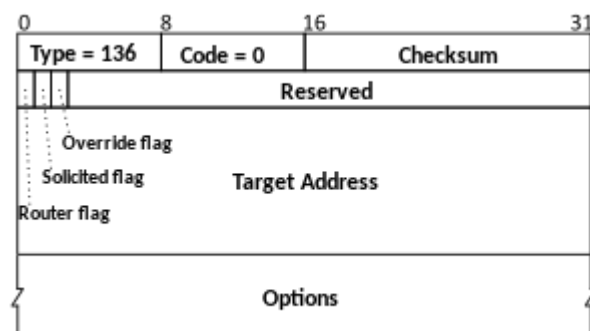 0 8 16 31
Type = 136 Code = 0 Checksum
Reserved
Override flag
Solicited flag
Target Address
Router flag
Options